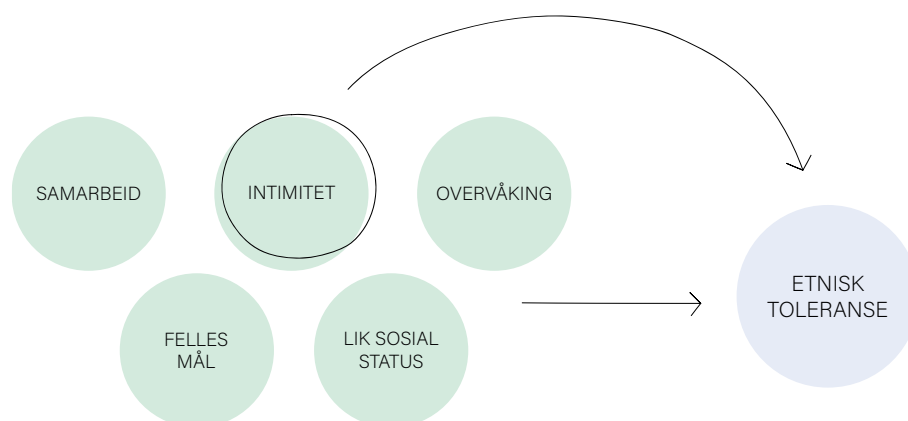 SAMARBEID
INTIMITET
OVERVÅKING
FELLES
MÅL
LIK SOSIAL
STATUS
ETNISK
TOLERANSE